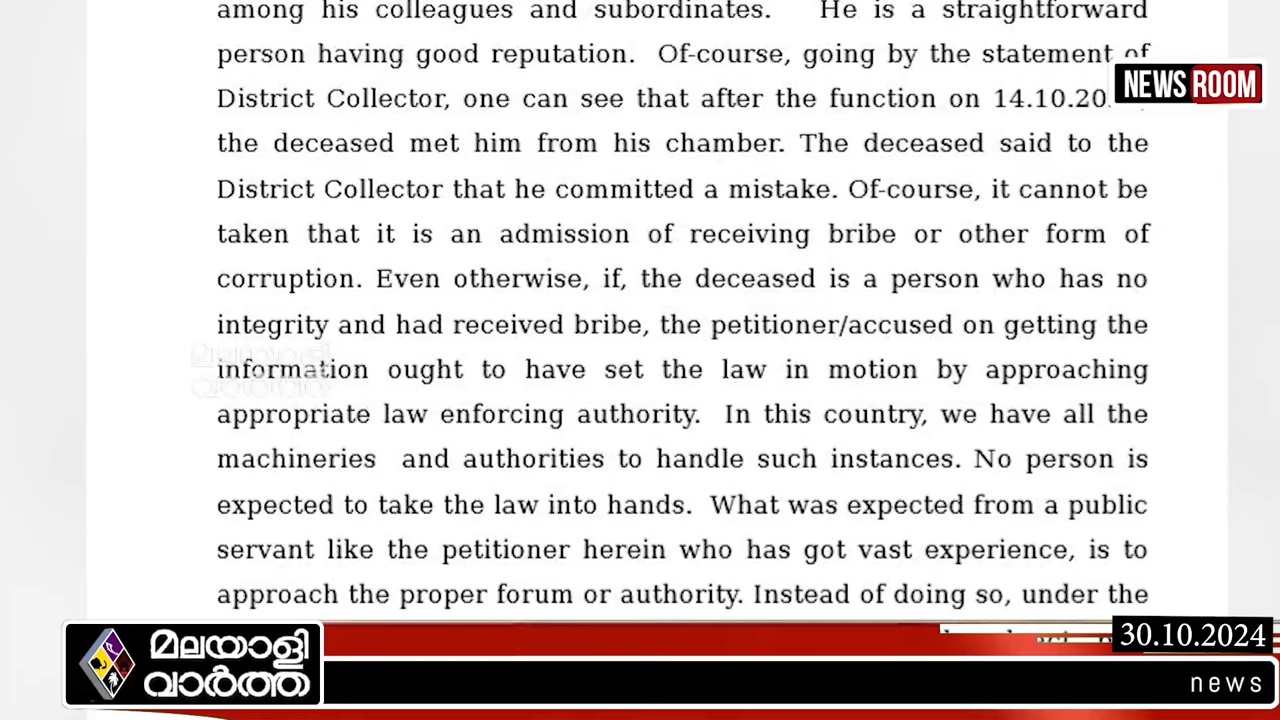 among his colleagues and subordinates. He is a straightforward
person having good reputation. Of-course, going by the statement of
NEWS ROOM
District Collector, one can see that after the function on 14.10.20
the deceased met him from his chamber. The deceased said to the
District Collector that he committed a mistake. Of-course, it cannot be
taken that it is an admission of receiving bribe or other form of
corruption. Even otherwise, if, the deceased is a person who has no
integrity and had received bribe, the petitioner/accused on getting the
മലയാളി
information ought to have set the law in motion by approaching
വാർത്ത
appropriate law enforcing authority. In this country, we have all the
machineries and authorities to handle such instances. No person is
expected to take the law into hands. What was expected from a public
servant like the petitioner herein who has got vast experience, is to
approach the proper forum or authority. Instead of doing so, under the
30.10.2024
മലയാളി
വാർത്ത
news